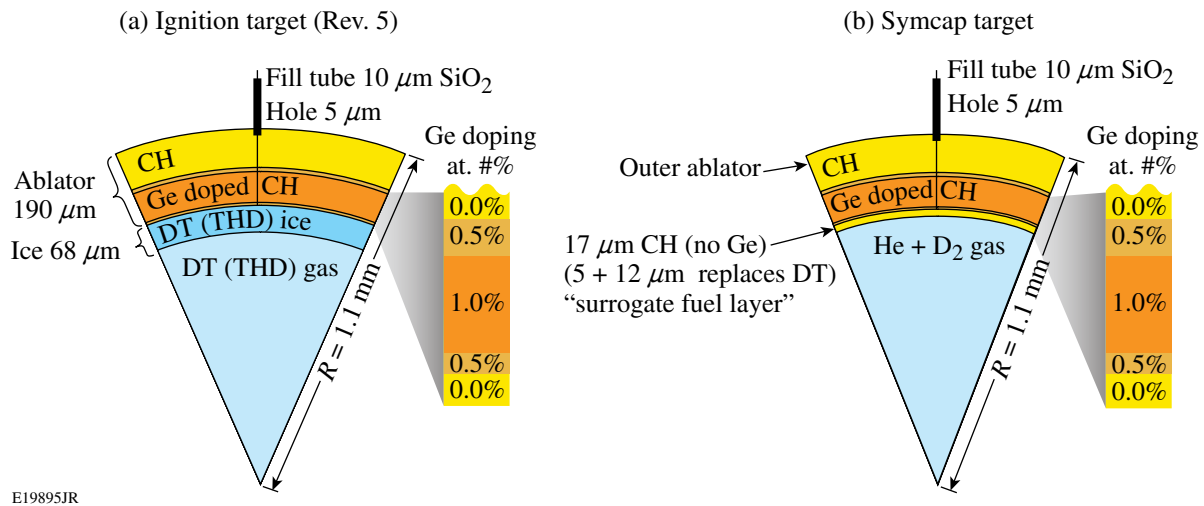 (a) Ignition target (Rev. 5)
Fill tube 10 μm SiO₂
Hole 5 μm
Ge doping
at. #%
CH
Ablator
190 μm
Ge doped CH
DT (THD) ice
Ice 68 μm
DT (THD) gas
R = 1.1 mm
0.0%
0.5%
1.0%
0.5%
0.0%
(b) Symcap target
Fill tube 10 μm SiO₂
Hole 5 μm
Ge doping
at. #%
Outer ablator
CH
Ge doped CH
17 μm CH (no Ge)
(5 + 12 μm replaces DT)
“surrogate fuel layer”
He + D₂ gas
R = 1.1 mm
0.0%
0.5%
1.0%
0.5%
0.0%
E19895JR